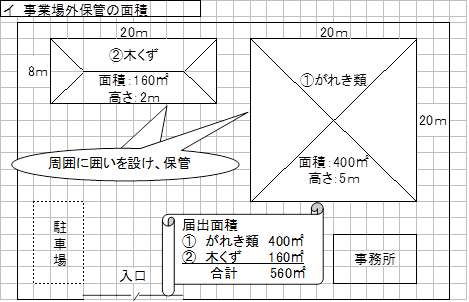 イ 事業場外保管の面積
20m
20m
②木くず
8m
面積:160㎡
高さ:2m
①がれき類
20m
周囲に囲いを設け、保管
面積:400㎡
高さ:5m
駐車場
届出面積
① がれき類 400㎡
② 木くず 160㎡
合計 560㎡
事務所
入口